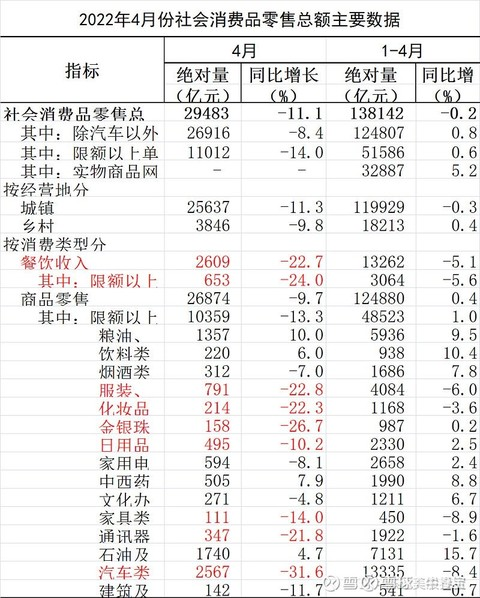 2022年4月份社会消费品零售总额主要数据
指标 4月 1-4月
绝对量（亿元） 同比增长（%） 绝对量（亿元） 同比增长（%）
社会消费品零售总 29483 -11.1 138142 -0.2
其中：除汽车以外 26916 -8.4 124807 0.8
其中：限额以上单 11012 -14.0 51586 0.6
其中：实物商品网 - - 32887 5.2
按经营地分
城镇 25637 -11.3 119929 -0.3
乡村 3846 -9.8 18213 0.4
按消费类型分
餐饮收入 2609 -22.7 13262 -5.1
其中：限额以上 653 -24.0 3064 -5.6
商品零售 26874 -9.7 124880 0.4
其中：限额以上 10359 -13.3 48523 1.0
粮油、 1357 10.0 5936 9.5
饮料类 220 6.0 938 10.4
烟酒类 312 -7.0 1686 7.8
服装、 791 -22.8 4084 -6.0
化妆品 214 -22.3 1168 -3.6
金银珠 158 -26.7 987 0.2
日用品 495 -10.2 2330 2.5
家用电 594 -8.1 2658 2.4
中西药 505 7.9 1990 8.8
文化办 271 -4.8 1211 6.7
家具类 111 -14.0 450 -8.9
通讯器 347 -21.8 1922 -1.6
石油及 1740 4.7 7131 15.7
汽车类 2567 -31.6 13335 -8.4
建筑及 142 -11.7 541 -0.7